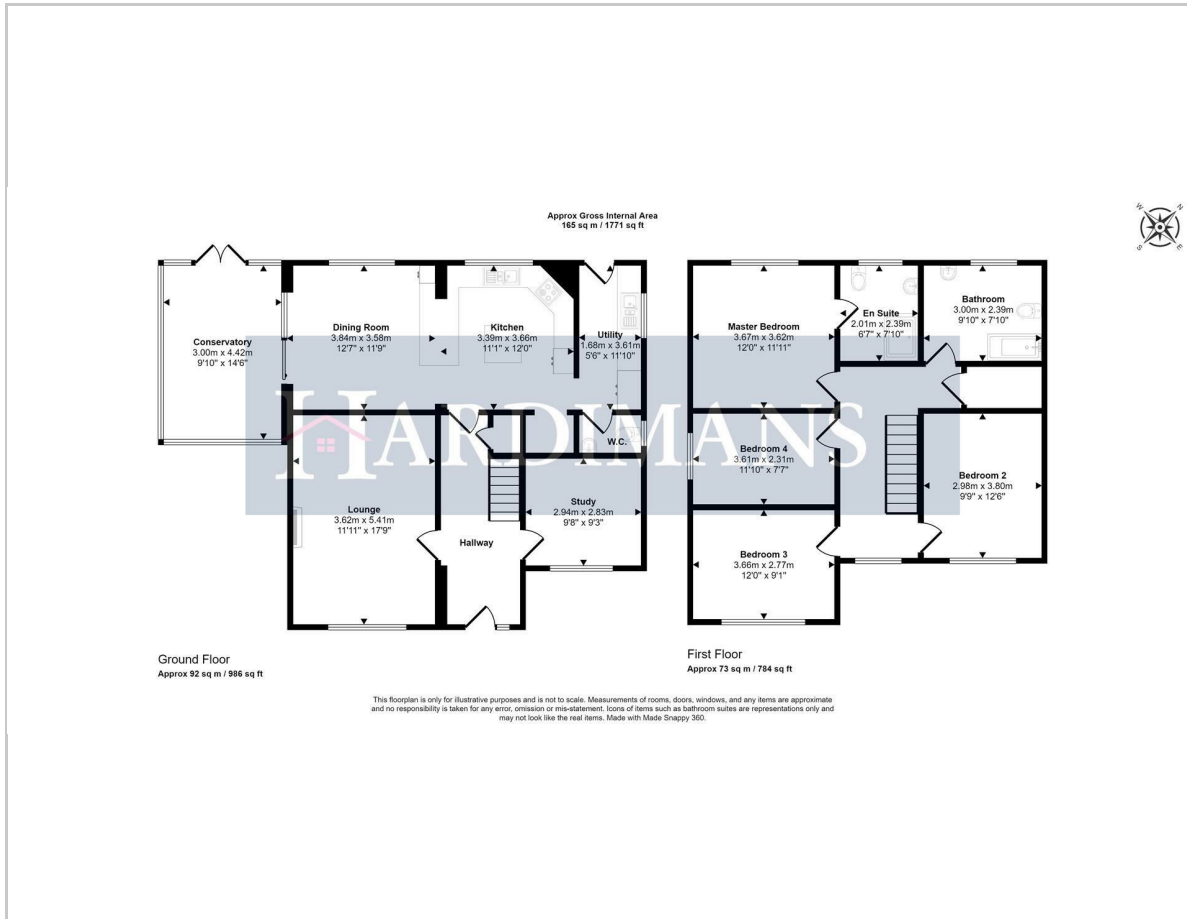 Approx Gross Internal Area
165 sq m / 1771 sq ft
W
N
S
E
Conservatory
3.00m x 4.42m
9'10" x 14'6"
Dining Room
3.84m x 3.58m
12'7" x 11'9"
Kitchen
3.39m x 3.66m
11'1" x 12'0"
Utility
1.68m x 3.61m
5'6" x 11'10"
W.C.
Lounge
3.62m x 5.41m
11'11" x 17'9"
Hallway
Study
2.94m x 2.83m
9'8" x 9'3"
Master Bedroom
3.67m x 3.62m
12'0" x 11'11"
En Suite
2.01m x 2.39m
6'7" x 7'10"
Bathroom
3.00m x 2.39m
9'10" x 7'10"
Bedroom 4
3.61m x 2.31m
11'10" x 7'7"
Bedroom 2
2.98m x 3.80m
9'9" x 12'6"
Bedroom 3
3.66m x 2.77m
12'0" x 9'1"
HARDIMANS
Ground Floor
Approx 92 sq m / 986 sq ft
First Floor
Approx 73 sq m / 784 sq ft
This floorplan is only for illustrative purposes and is not to scale. Measurements of rooms, doors, windows, and any items are approximate
and no responsibility is taken for any error, omission or mis-statement. Icons of items such as bathroom suites are representations only and
may not look like the real items. Made with Made Snappy 360.